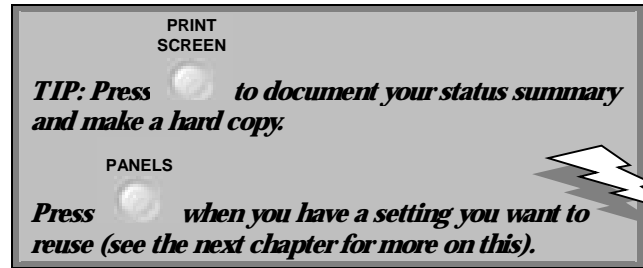 PRINT
SCREEN
TIP: Press to document your status summary
and make a hard copy.
PANELS
Press when you have a setting you want to
reuse (see the next chapter for more on this).